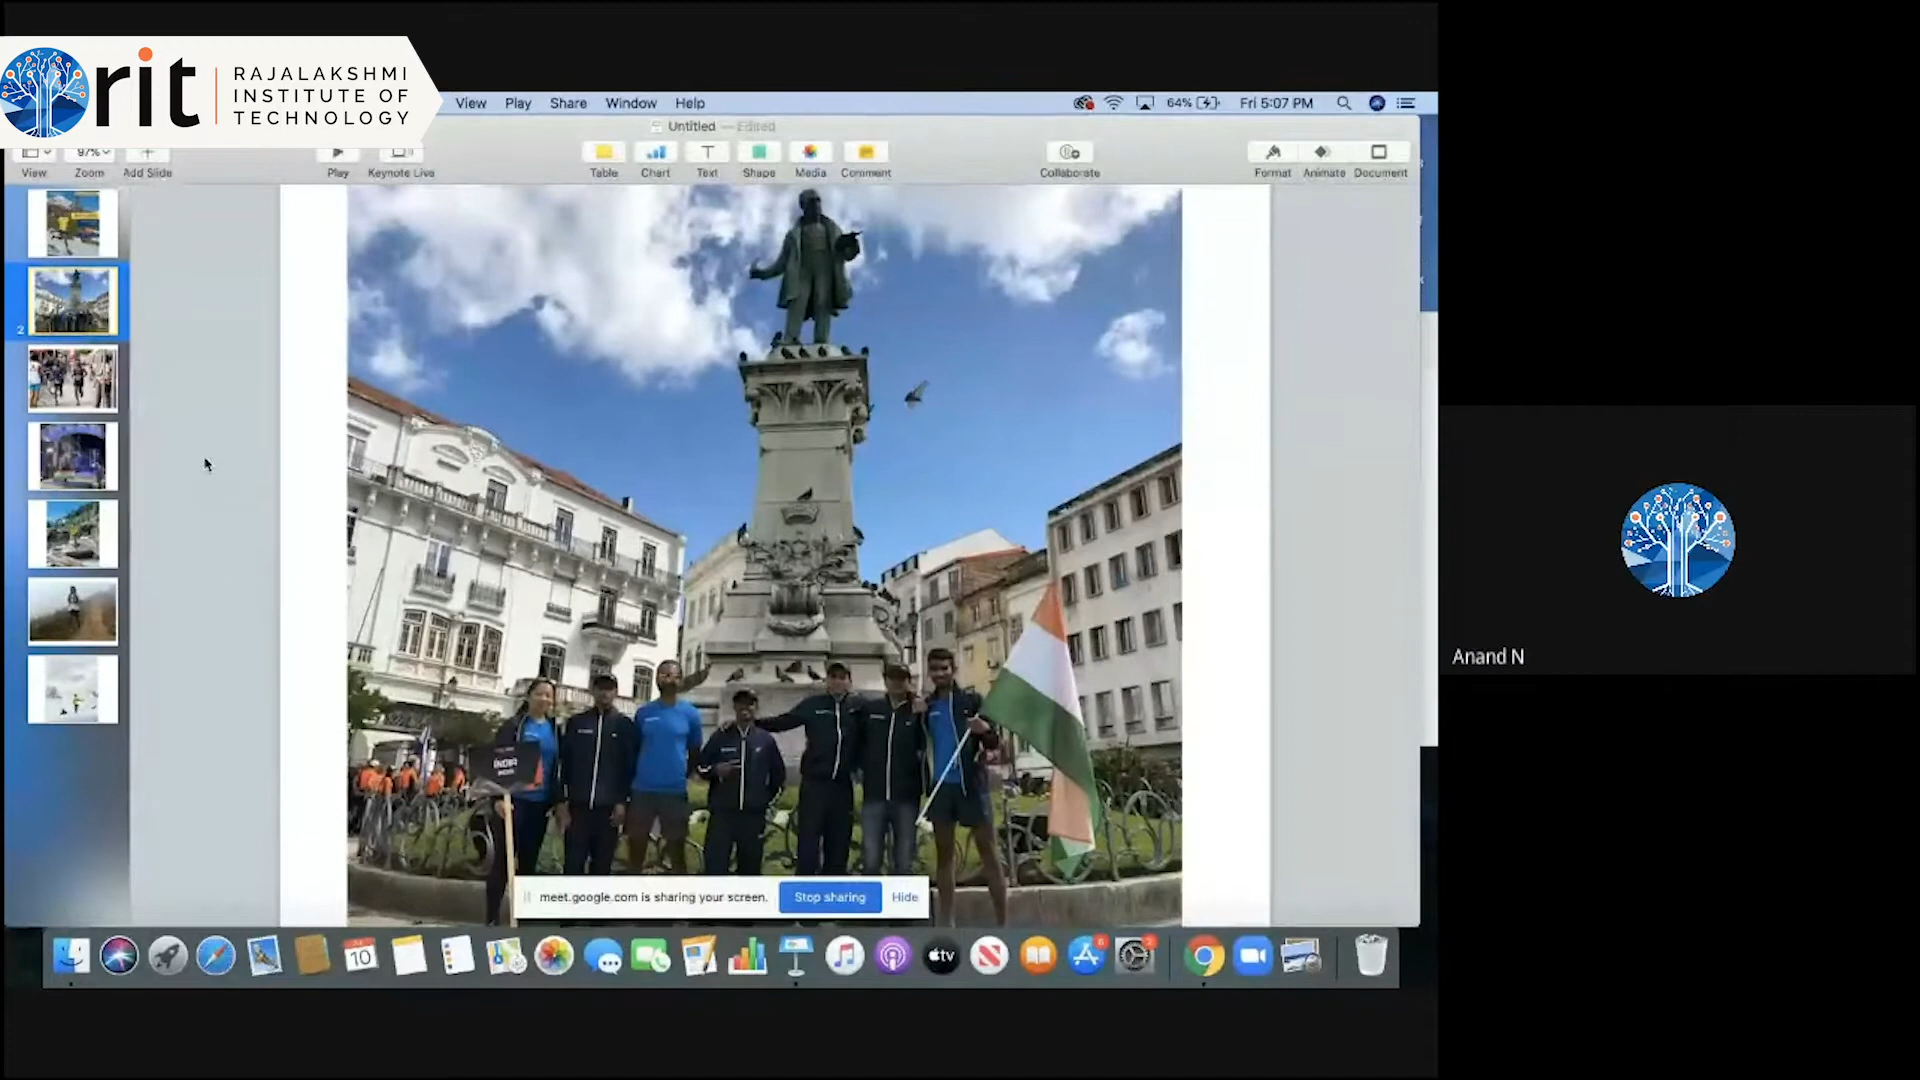 rit
RAJALAKSHMI
INSTITUTE OF
TECHNOLOGY
View Play Share Window Help
64% Fri 5:07 PM
Untitled — Edited
97%
View Zoom Add Slide Play Keynote Live Table Chart Text Shape Media Comment Collaborate Format Animate Document
2
INDIA
meet.google.com is sharing your screen. Stop sharing Hide
10
tv
Anand N